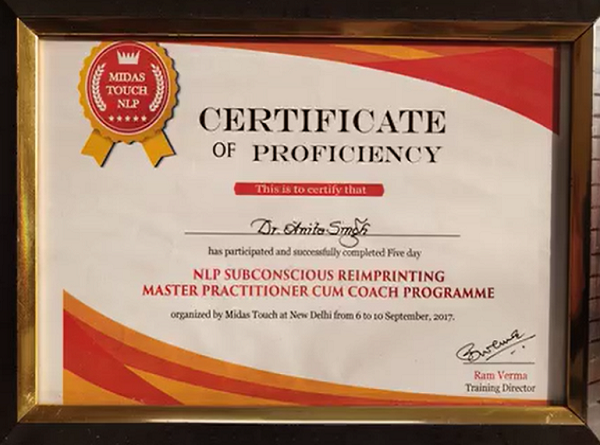 MIDAS
TOUCH
NLP
CERTIFICATE
OF PROFICIENCY
This is to certify that
Dr. Anita Singh
has participated and successfully completed Five day
NLP SUBCONSCIOUS REIMPRINTING
MASTER PRACTITIONER CUM COACH PROGRAMME
organized by Midas Touch at New Delhi from 6 to 10 September, 2017.
Ram Verma
Training Director